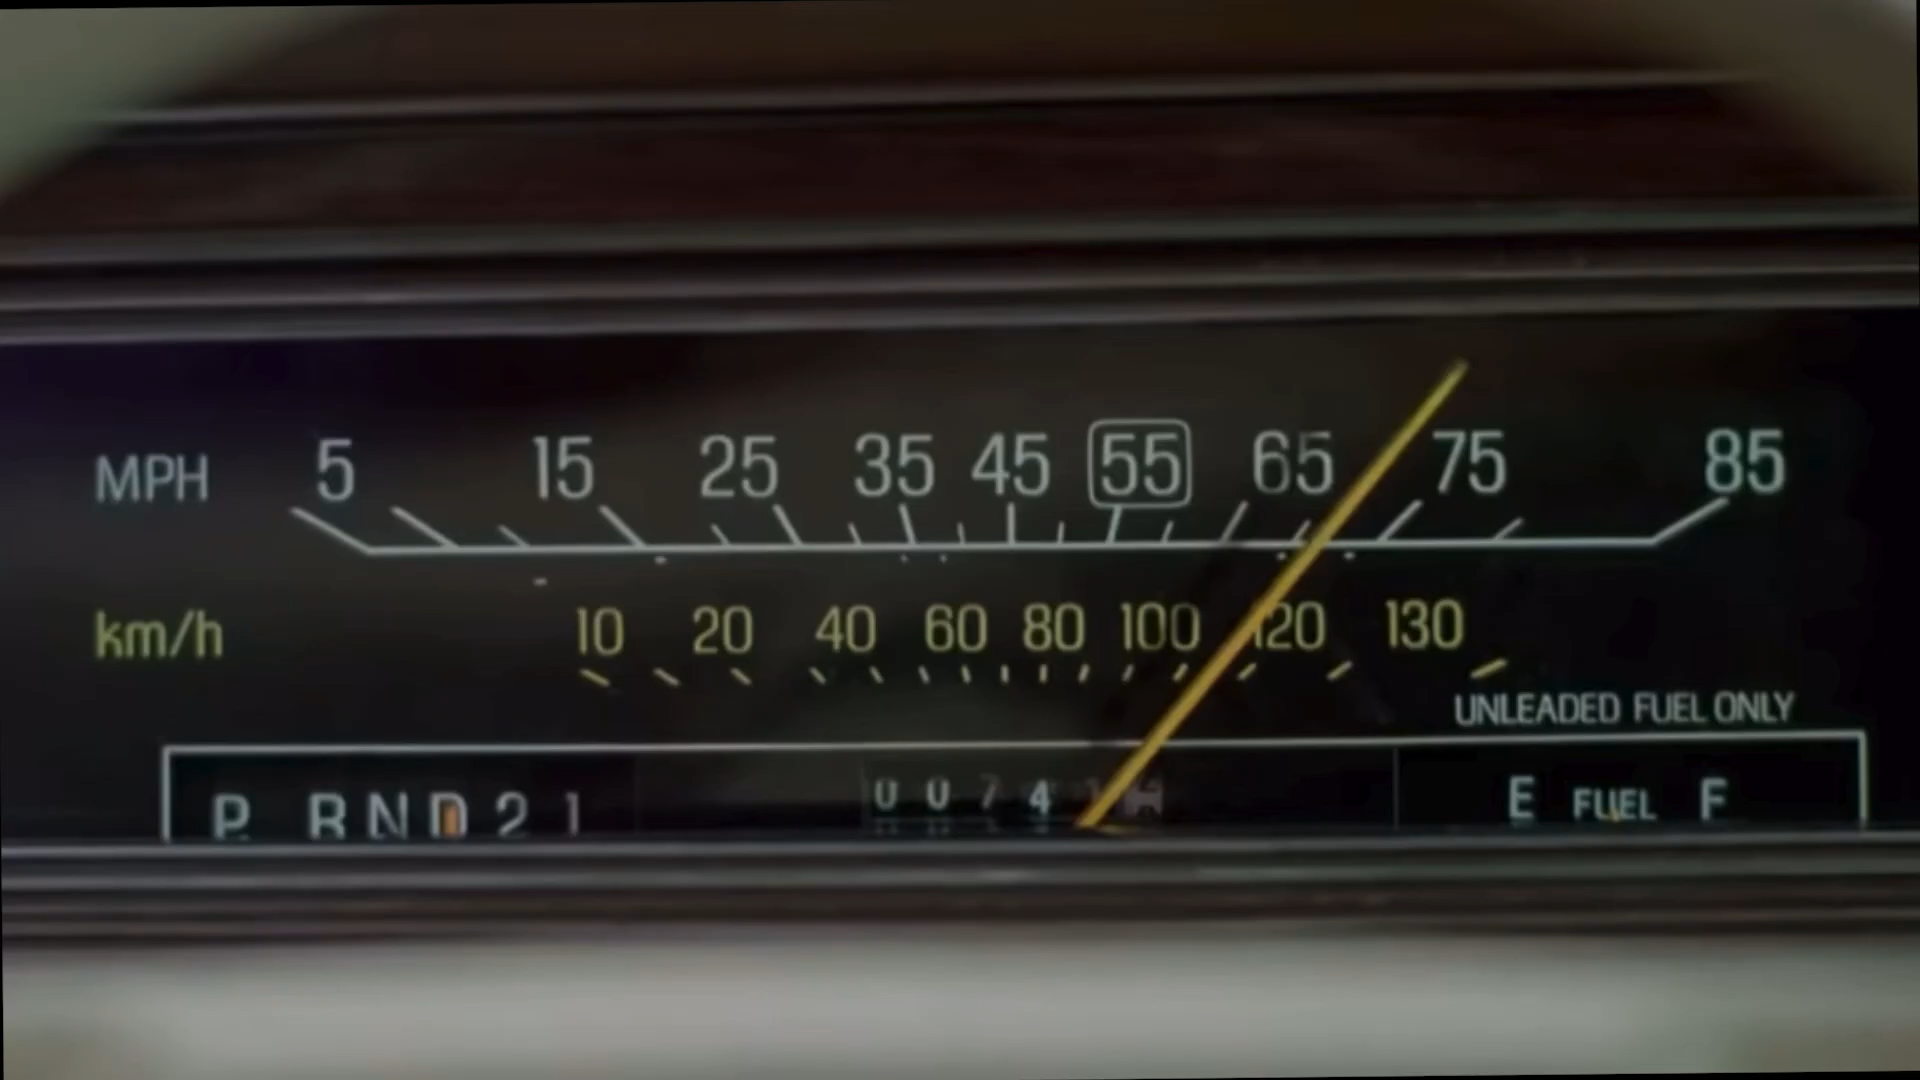 MPH 5 15 25 35 45 55 65 75 85
km/h 10 20 40 60 80 100 120 130
UNLEADED FUEL ONLY
P R N D 2 1 0 0 7 4 E FUEL F